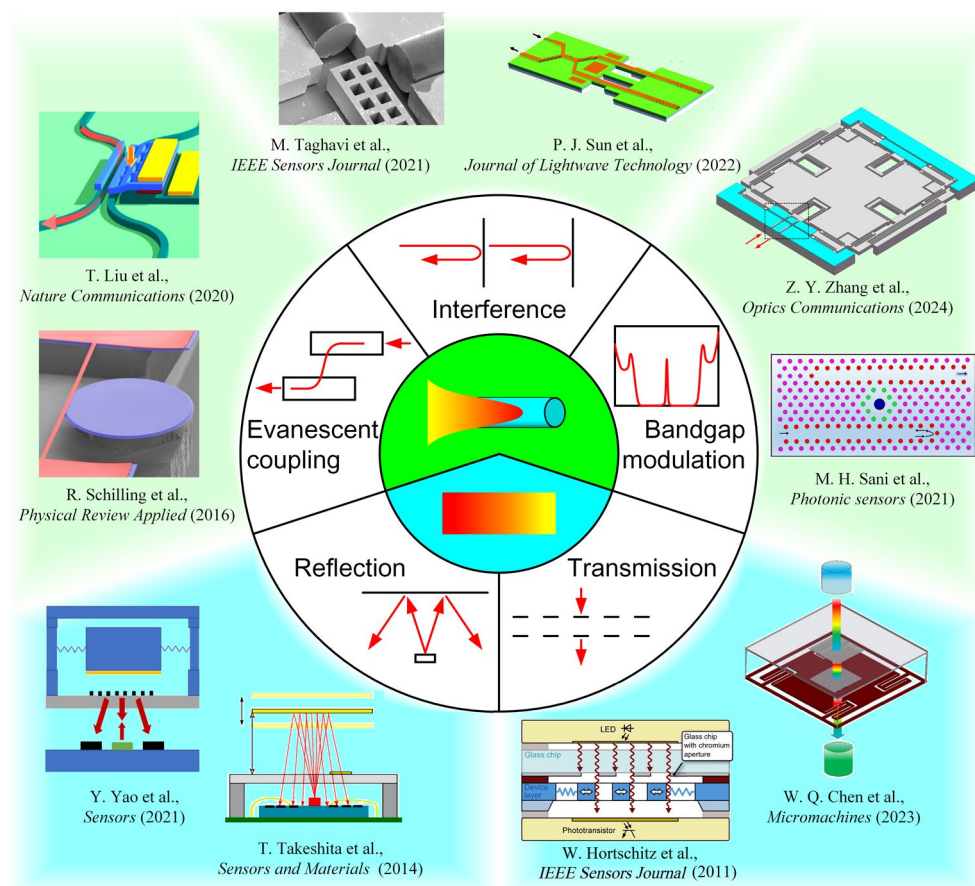 M. Taghavi et al.,
IEEE Sensors Journal (2021)
P. J. Sun et al.,
Journal of Lightwave Technology (2022)
T. Liu et al.,
Nature Communications (2020)
Z. Y. Zhang et al.,
Optics Communications (2024)
Interference
Evanescent
coupling
Bandgap
modulation
R. Schilling et al.,
Physical Review Applied (2016)
M. H. Sani et al.,
Photonic sensors (2021)
Reflection
Transmission
Y. Yao et al.,
Sensors (2021)
T. Takeshita et al.,
Sensors and Materials (2014)
LED
Glass chip
with chromium
aperture
Glass chip
Device
layer
Phototransistor
W. Hortschitz et al.,
IEEE Sensors Journal (2011)
W. Q. Chen et al.,
Micromachines (2023)